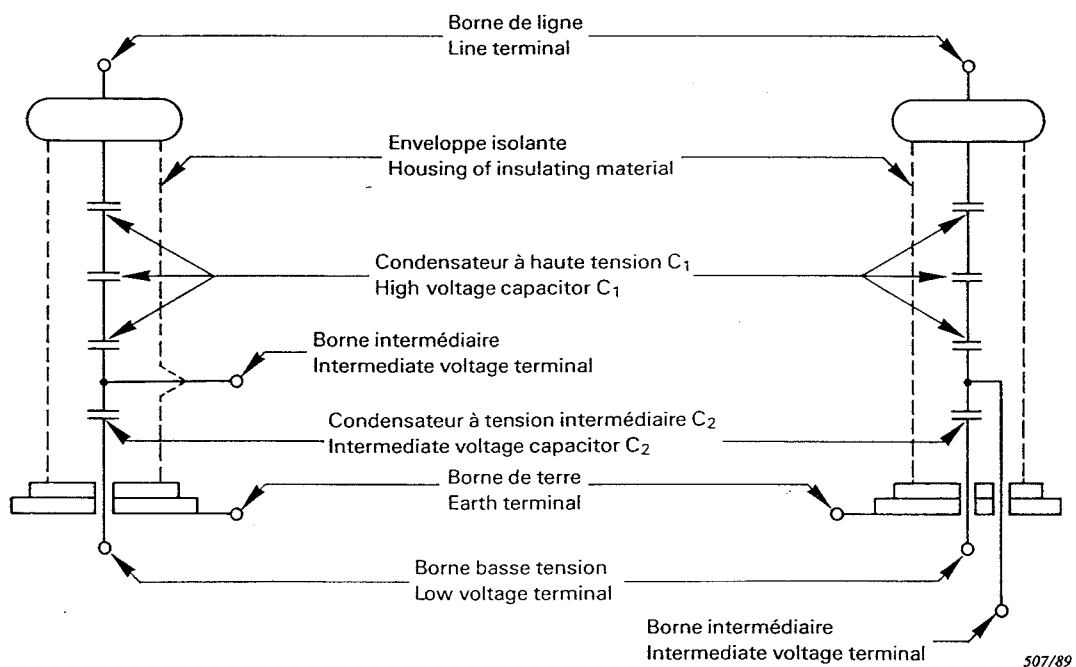 Borne de ligne
Line terminal
Enveloppe isolante
Housing of insulating material
Condensateur à haute tension C₁
High voltage capacitor C₁
Borne intermédiaire
Intermediate voltage terminal
Condensateur à tension intermédiaire C₂
Intermediate voltage capacitor C₂
Borne de terre
Earth terminal
Borne basse tension
Low voltage terminal
Borne intermédiaire
Intermediate voltage terminal
507/89